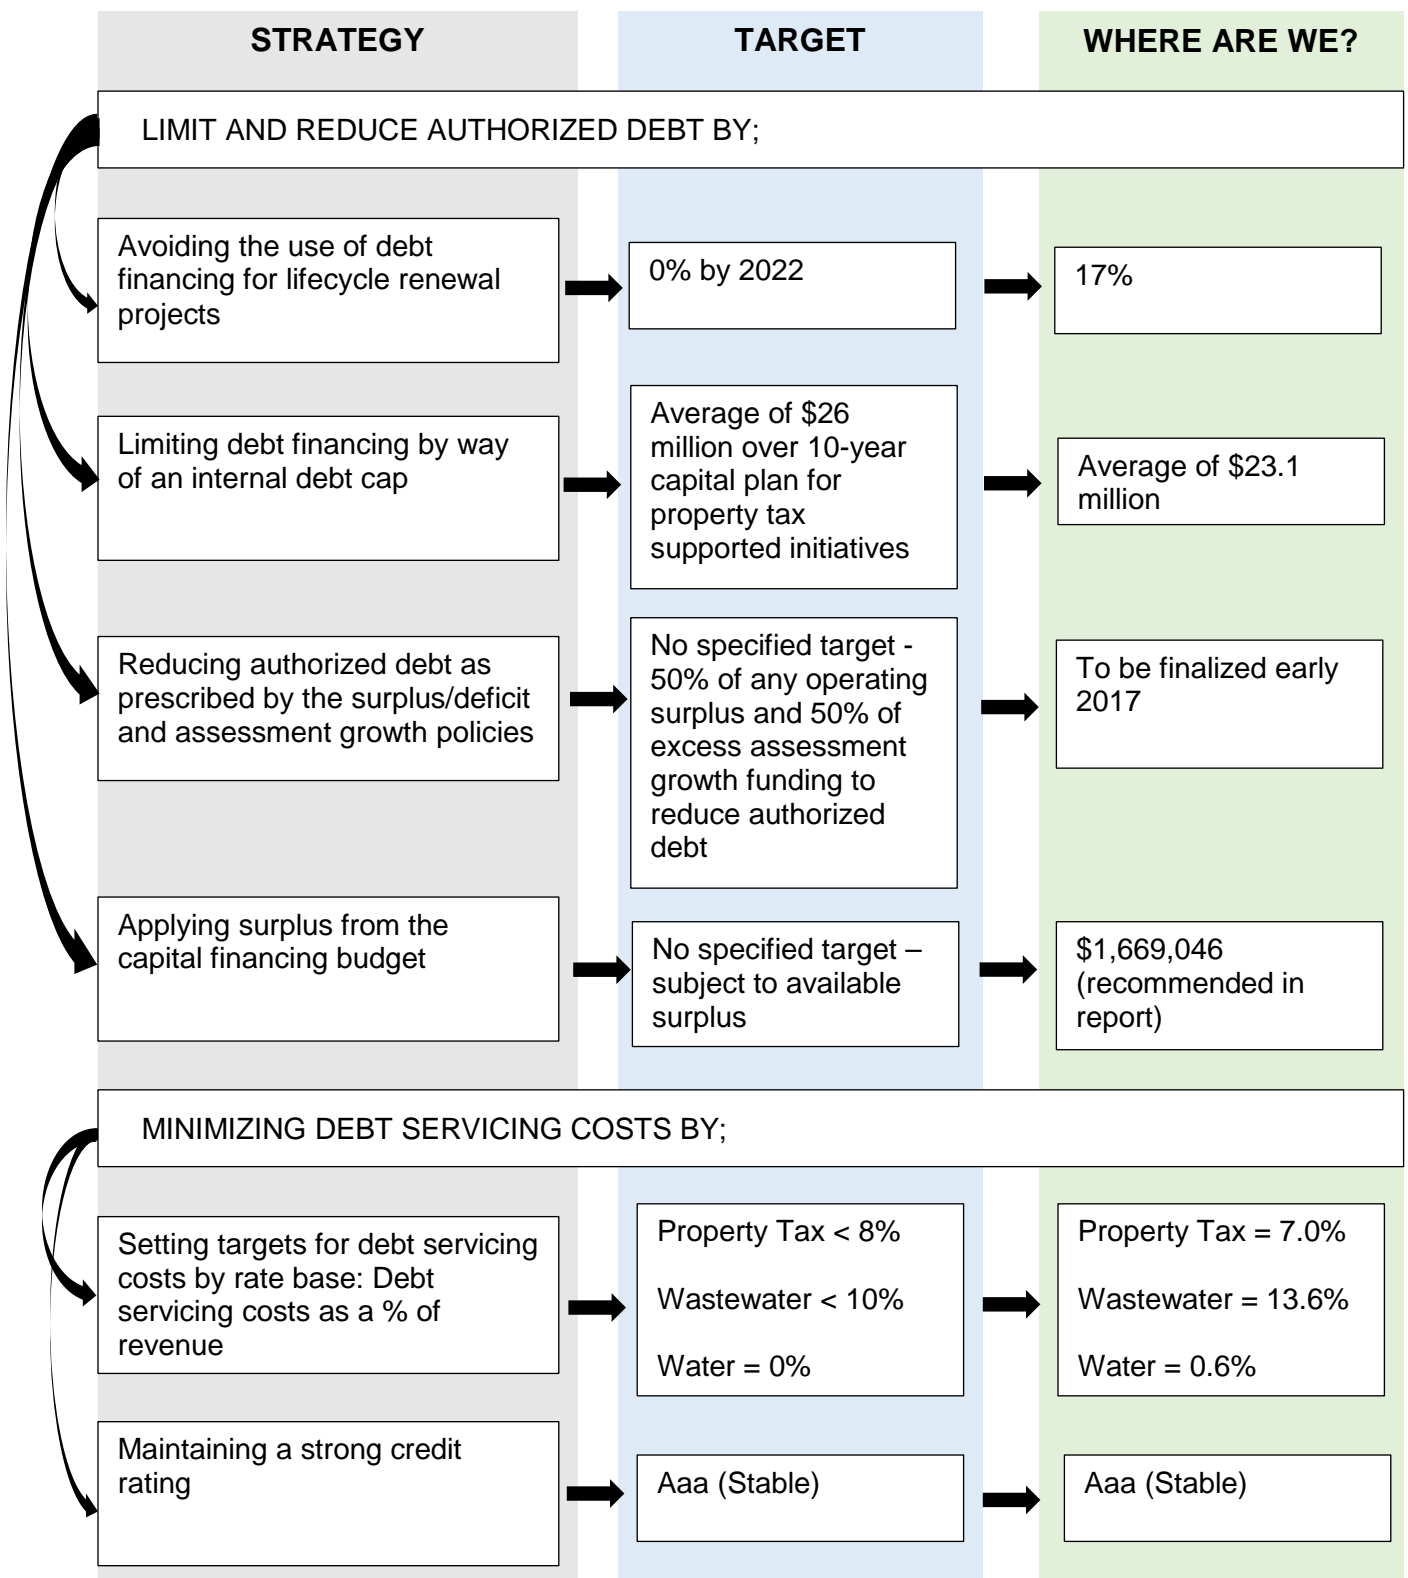 STRATEGY
TARGET
WHERE ARE WE?
LIMIT AND REDUCE AUTHORIZED DEBT BY;
Avoiding the use of debt
financing for lifecycle renewal
projects
0% by 2022
17%
Limiting debt financing by way
of an internal debt cap
Average of $26
million over 10-year
capital plan for
property tax
supported initiatives
Average of $23.1
million
Reducing authorized debt as
prescribed by the surplus/deficit
and assessment growth policies
No specified target -
50% of any operating
surplus and 50% of
excess assessment
growth funding to
reduce authorized
debt
To be finalized early
2017
Applying surplus from the
capital financing budget
No specified target –
subject to available
surplus
$1,669,046
(recommended in
report)
MINIMIZING DEBT SERVICING COSTS BY;
Setting targets for debt servicing
costs by rate base: Debt
servicing costs as a % of
revenue
Property Tax < 8%
Wastewater < 10%
Water = 0%
Property Tax = 7.0%
Wastewater = 13.6%
Water = 0.6%
Maintaining a strong credit
rating
Aaa (Stable)
Aaa (Stable)